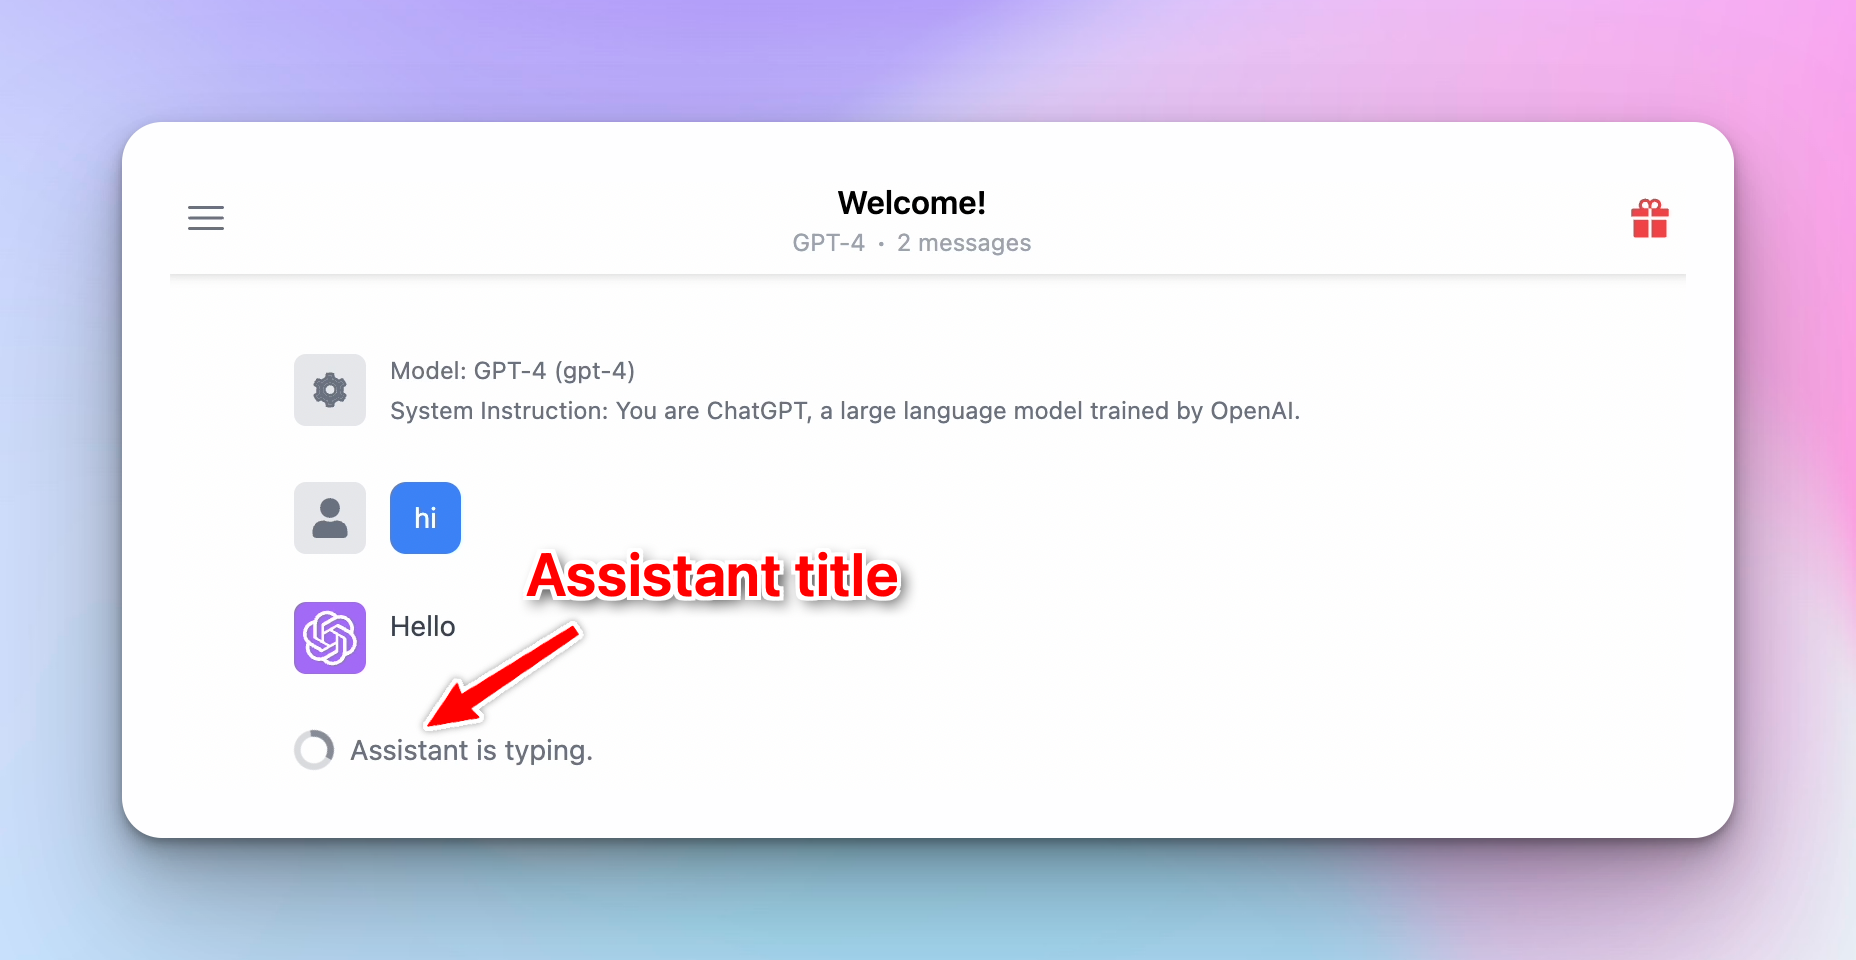 Welcome!
GPT-4 • 2 messages
Model: GPT-4 (gpt-4)
System Instruction: You are ChatGPT, a large language model trained by OpenAI.
hi
Assistant title
Hello
Assistant is typing.